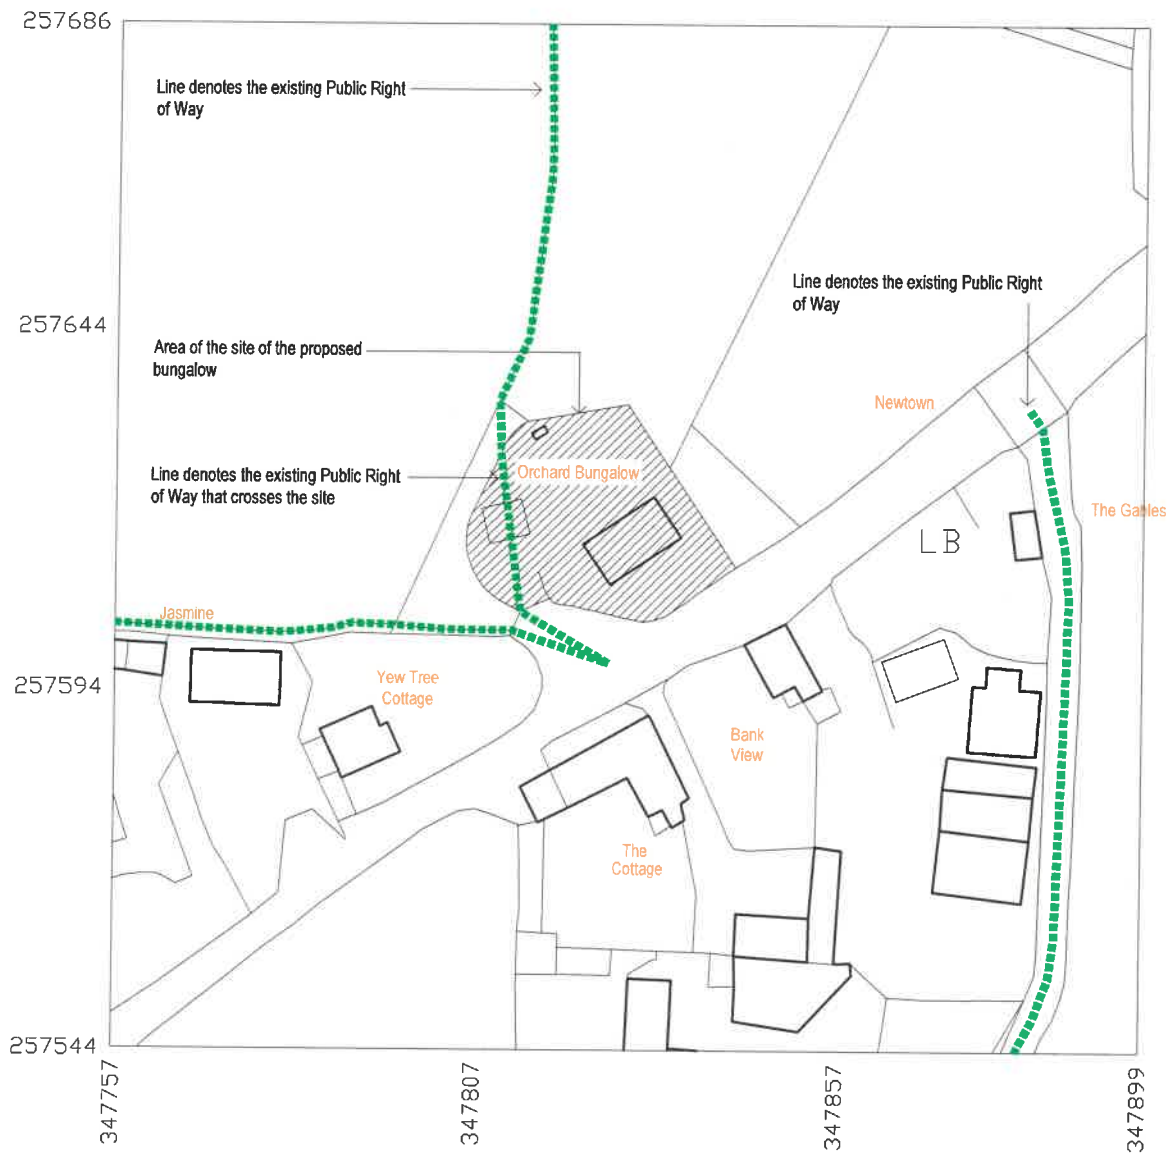 257686
Line denotes the existing Public Right
of Way
Line denotes the existing Public Right
of Way
257644
Area of the site of the proposed
bungalow
Newtown
Line denotes the existing Public Right
of Way that crosses the site
Orchard Bungalow
The Gables
LB
Jasmine
257594
Yew Tree
Cottage
Bank
View
The
Cottage
257544
347757
347807
347857
347899